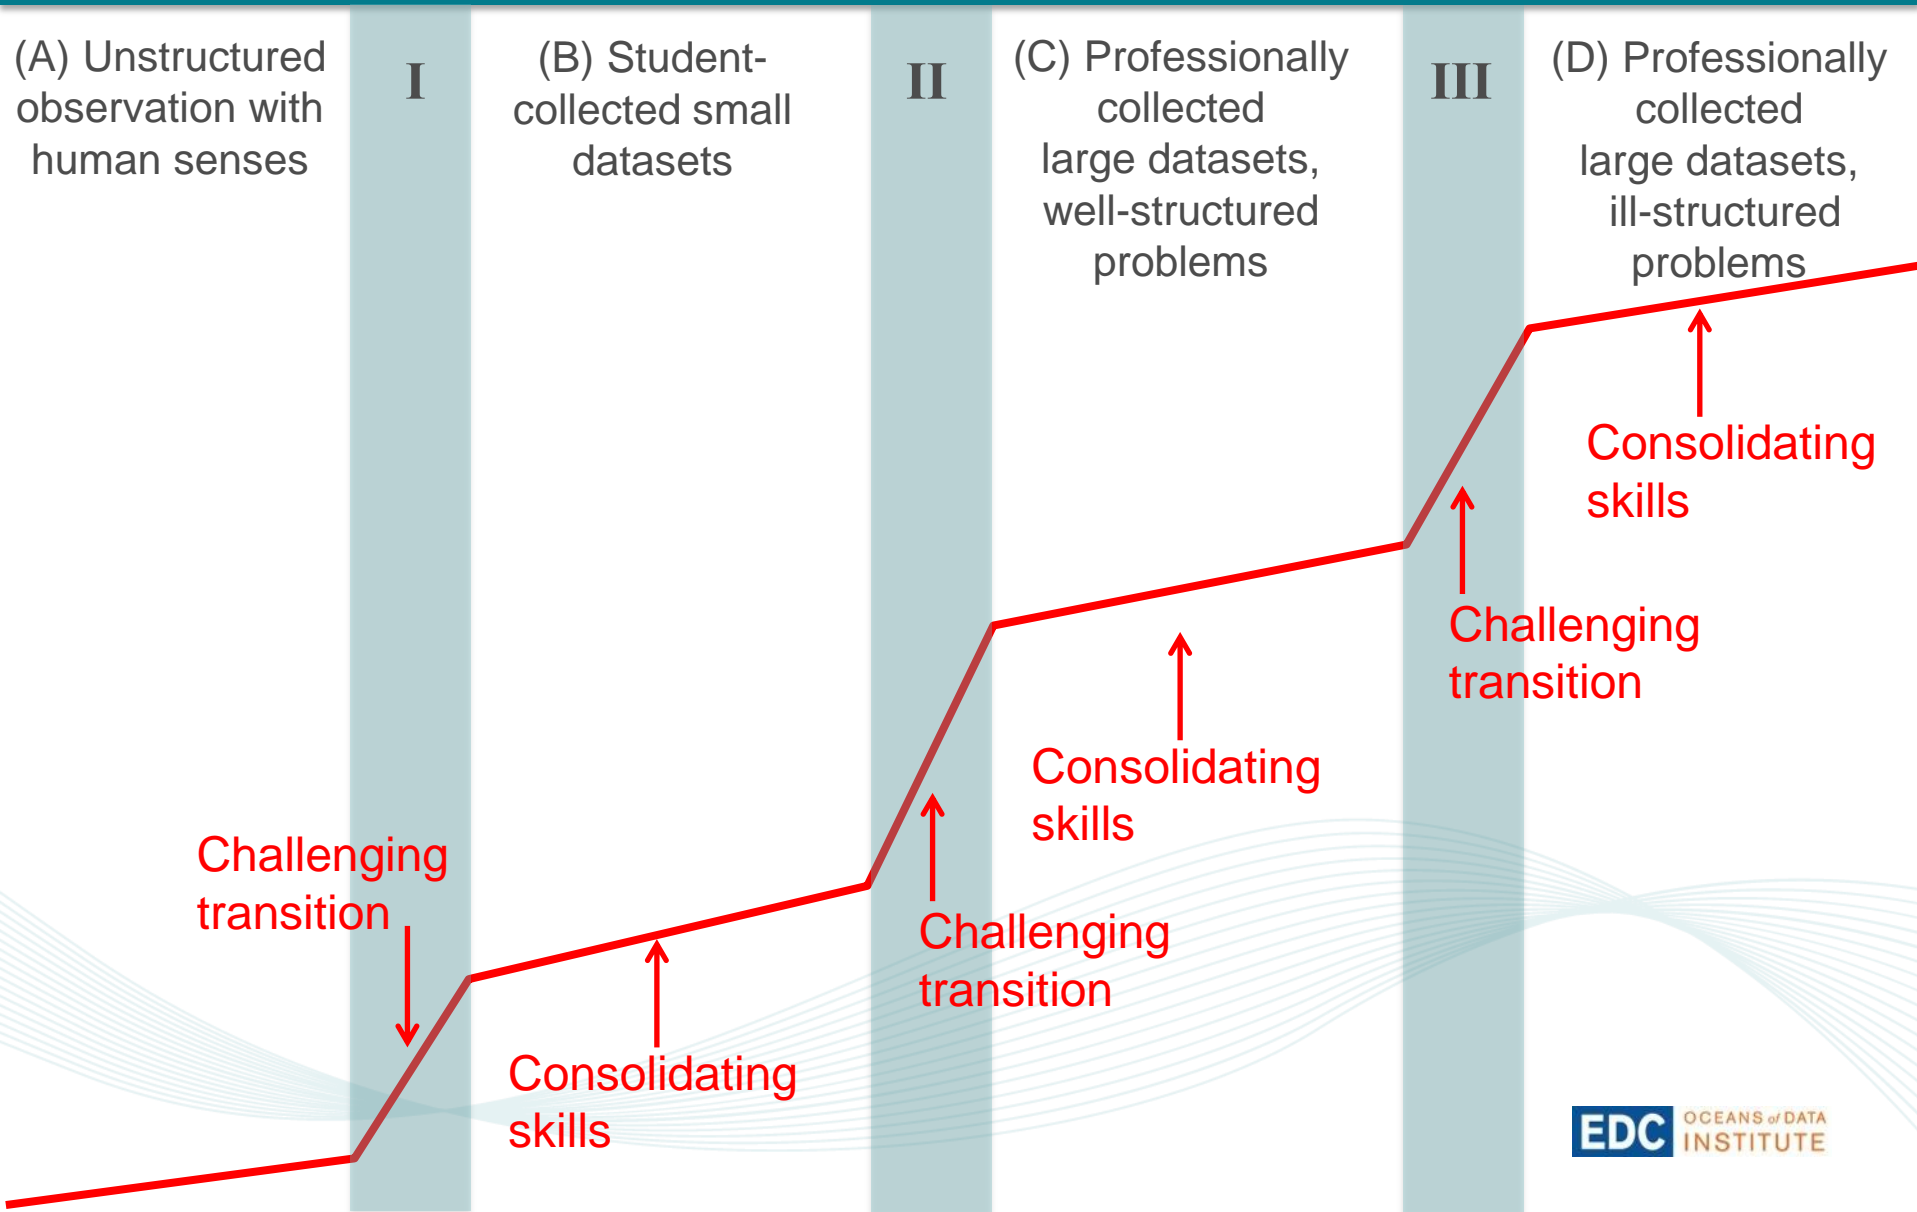 (A) Unstructured
observation with
human senses
I
(B) Student-
collected small
datasets
II
(C) Professionally
collected
large datasets,
well-structured
problems
III
(D) Professionally
collected
large datasets,
ill-structured
problems
Consolidating
skills
Challenging
transition
Consolidating
skills
Challenging
transition
Challenging
transition
Consolidating
skills
EDC
OCEANS of DATA
INSTITUTE